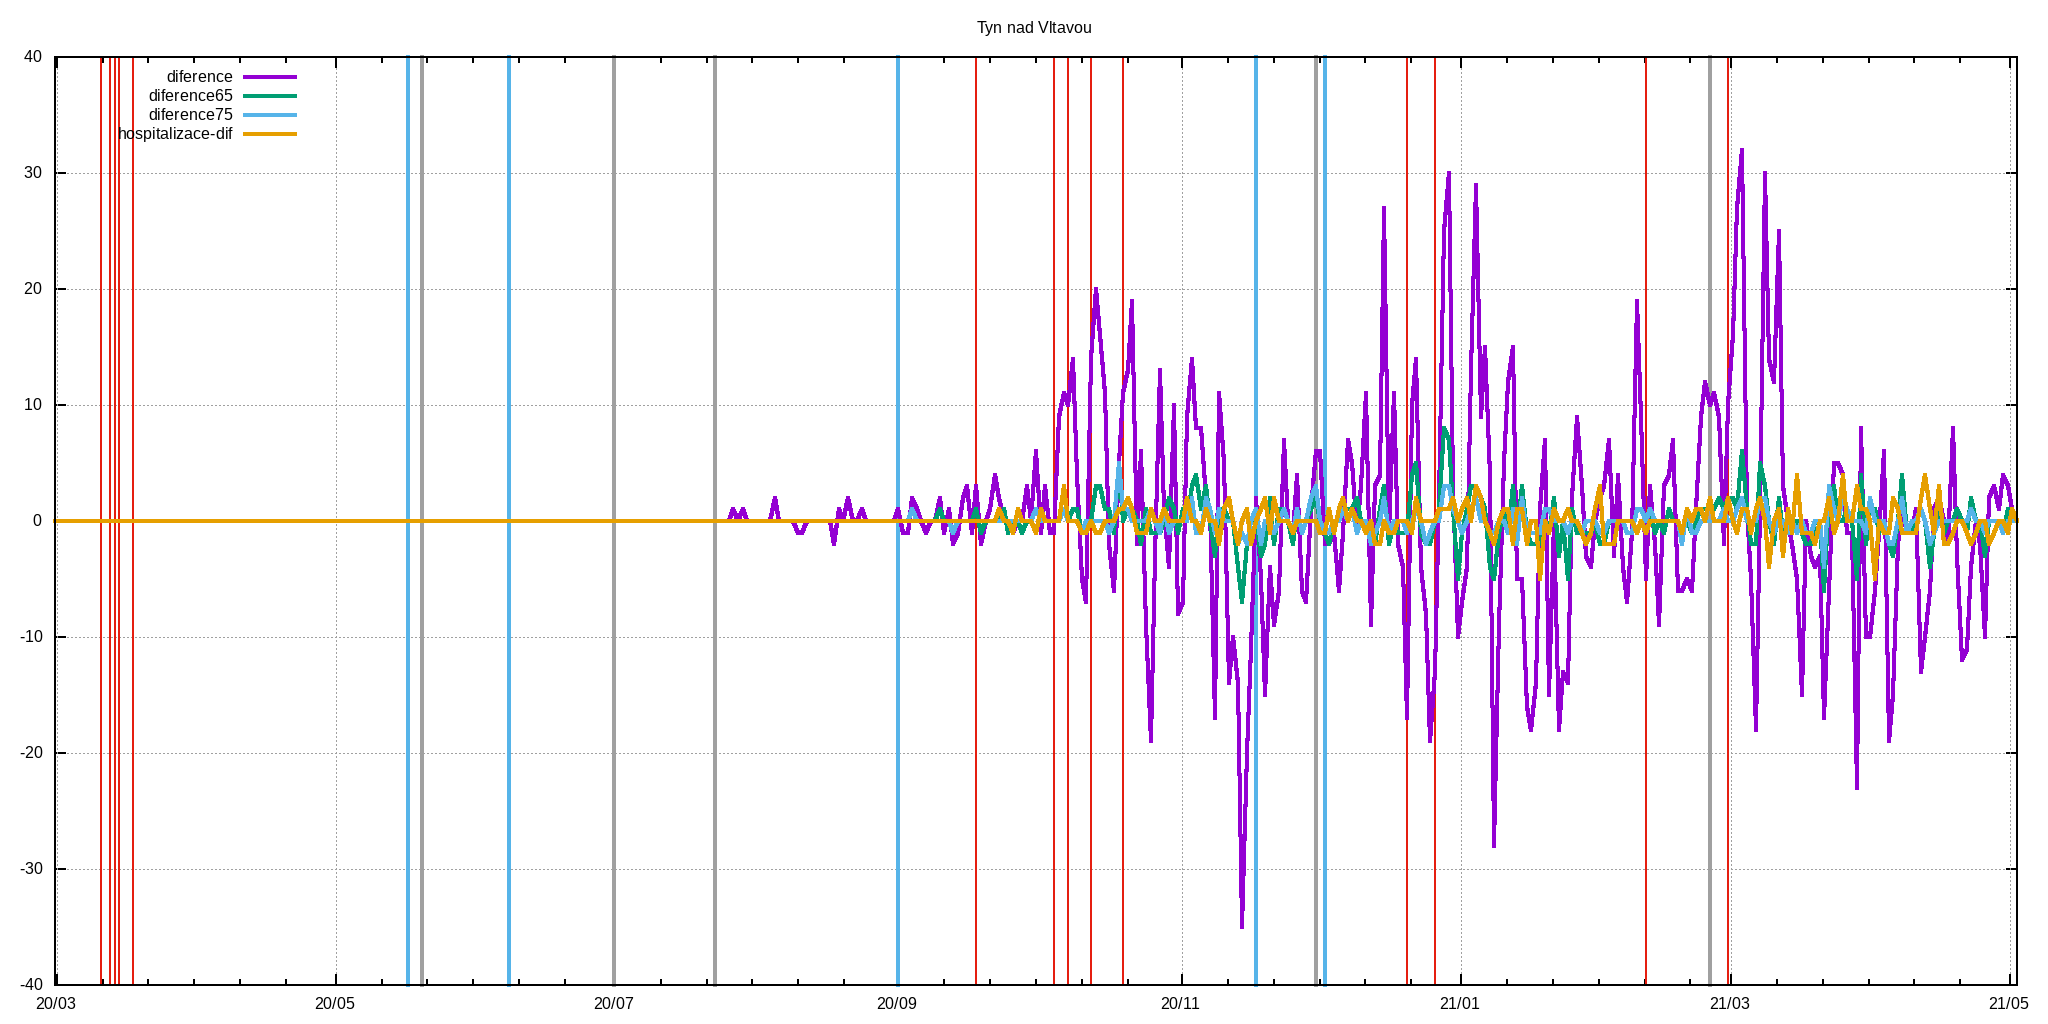 Tyn nad Vltavou
40
30
20
10
0
-10
-20
-30
-40
diference
diference65
diference75
hospitalizace-dif
20/03 20/05 20/07 20/09 20/11 21/01 21/03 21/05